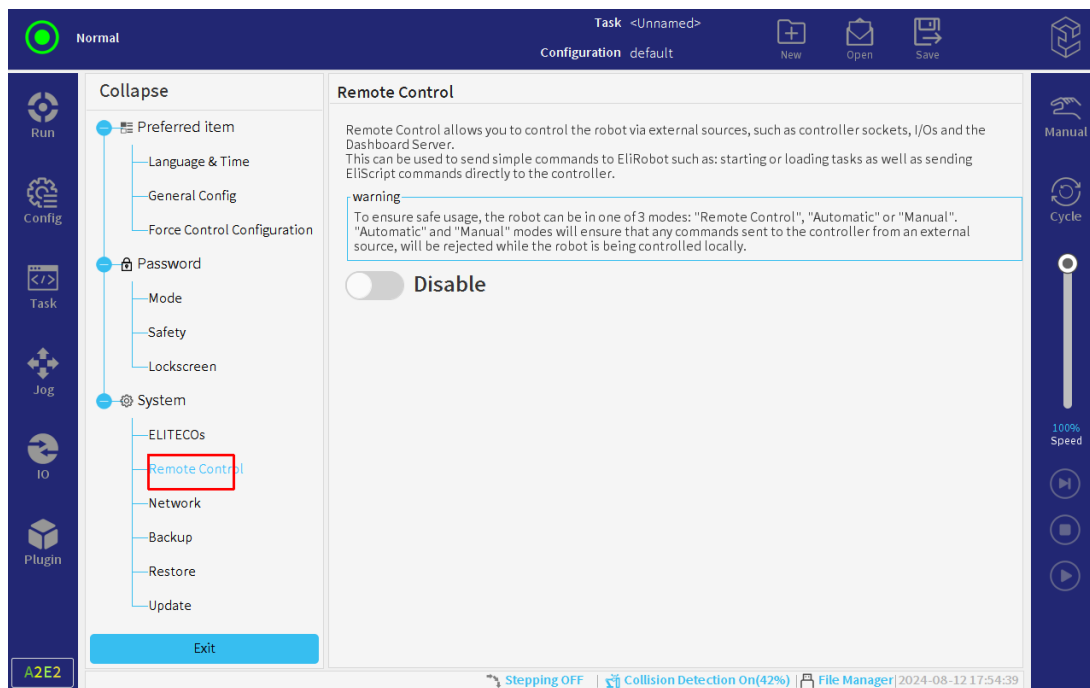 Normal
Task <Unnamed>
Configuration default
New
Open
Save
Run
Config
Task
Jog
IO
Plugin
A2E2
Collapse
Preferred item
Language & Time
General Config
Force Control Configuration
Password
Mode
Safety
Lockscreen
System
ELITECOs
Remote Control
Network
Backup
Restore
Update
Exit
Remote Control
Remote Control allows you to control the robot via external sources, such as controller sockets, I/Os and the
Dashboard Server.
This can be used to send simple commands to EliRobot such as: starting or loading tasks as well as sending
EliScript commands directly to the controller.
warning
To ensure safe usage, the robot can be in one of 3 modes: "Remote Control", "Automatic" or "Manual".
"Automatic" and "Manual" modes will ensure that any commands sent to the controller from an external
source, will be rejected while the robot is being controlled locally.
Disable
Manual
Cycle
100%
Speed
Stepping OFF | Collision Detection On(42%) | File Manager | 2024-08-12 17:54:39